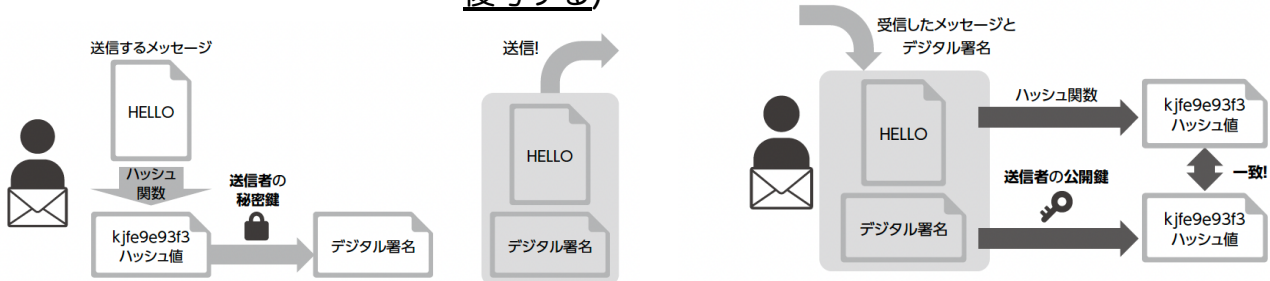 復号する)
送信するメッセージ
HELLO
ハッシュ
関数
送信者の
秘密鍵
kjfe9e93f3
ハッシュ値
デジタル署名
送信!
HELLO
デジタル署名
受信したメッセージと
デジタル署名
HELLO
デジタル署名
ハッシュ関数
kjfe9e93f3
ハッシュ値
一致!
送信者の公開鍵
kjfe9e93f3
ハッシュ値